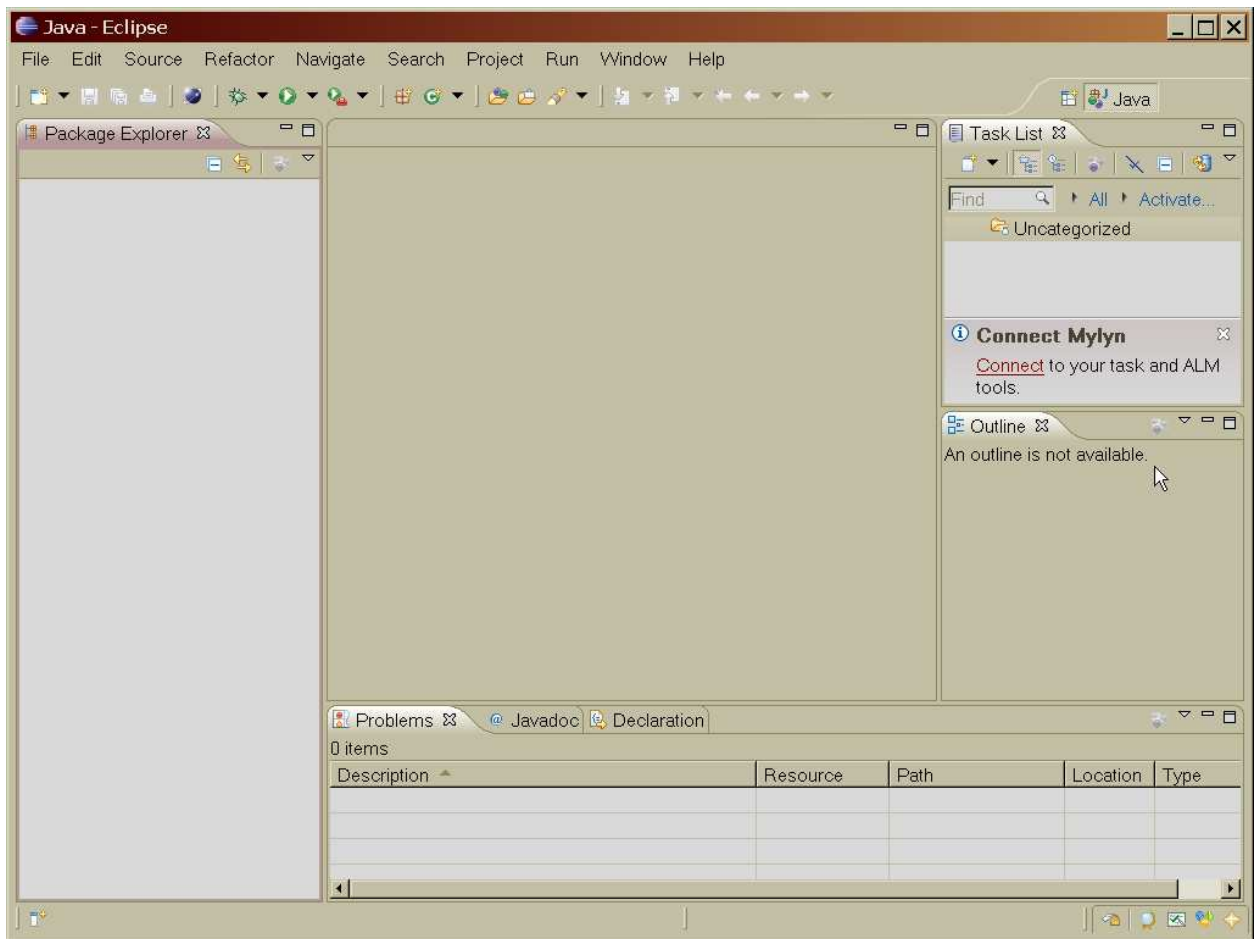 Java - Eclipse
File Edit Source Refactor Navigate Search Project Run Window Help
Java
Package Explorer
Task List
Find All Activate...
Uncategorized
Connect Mylyn
Connect to your task and ALM
tools.
Outline
An outline is not available.
Problems @ Javadoc Declaration
0 items
Description Resource Path Location Type